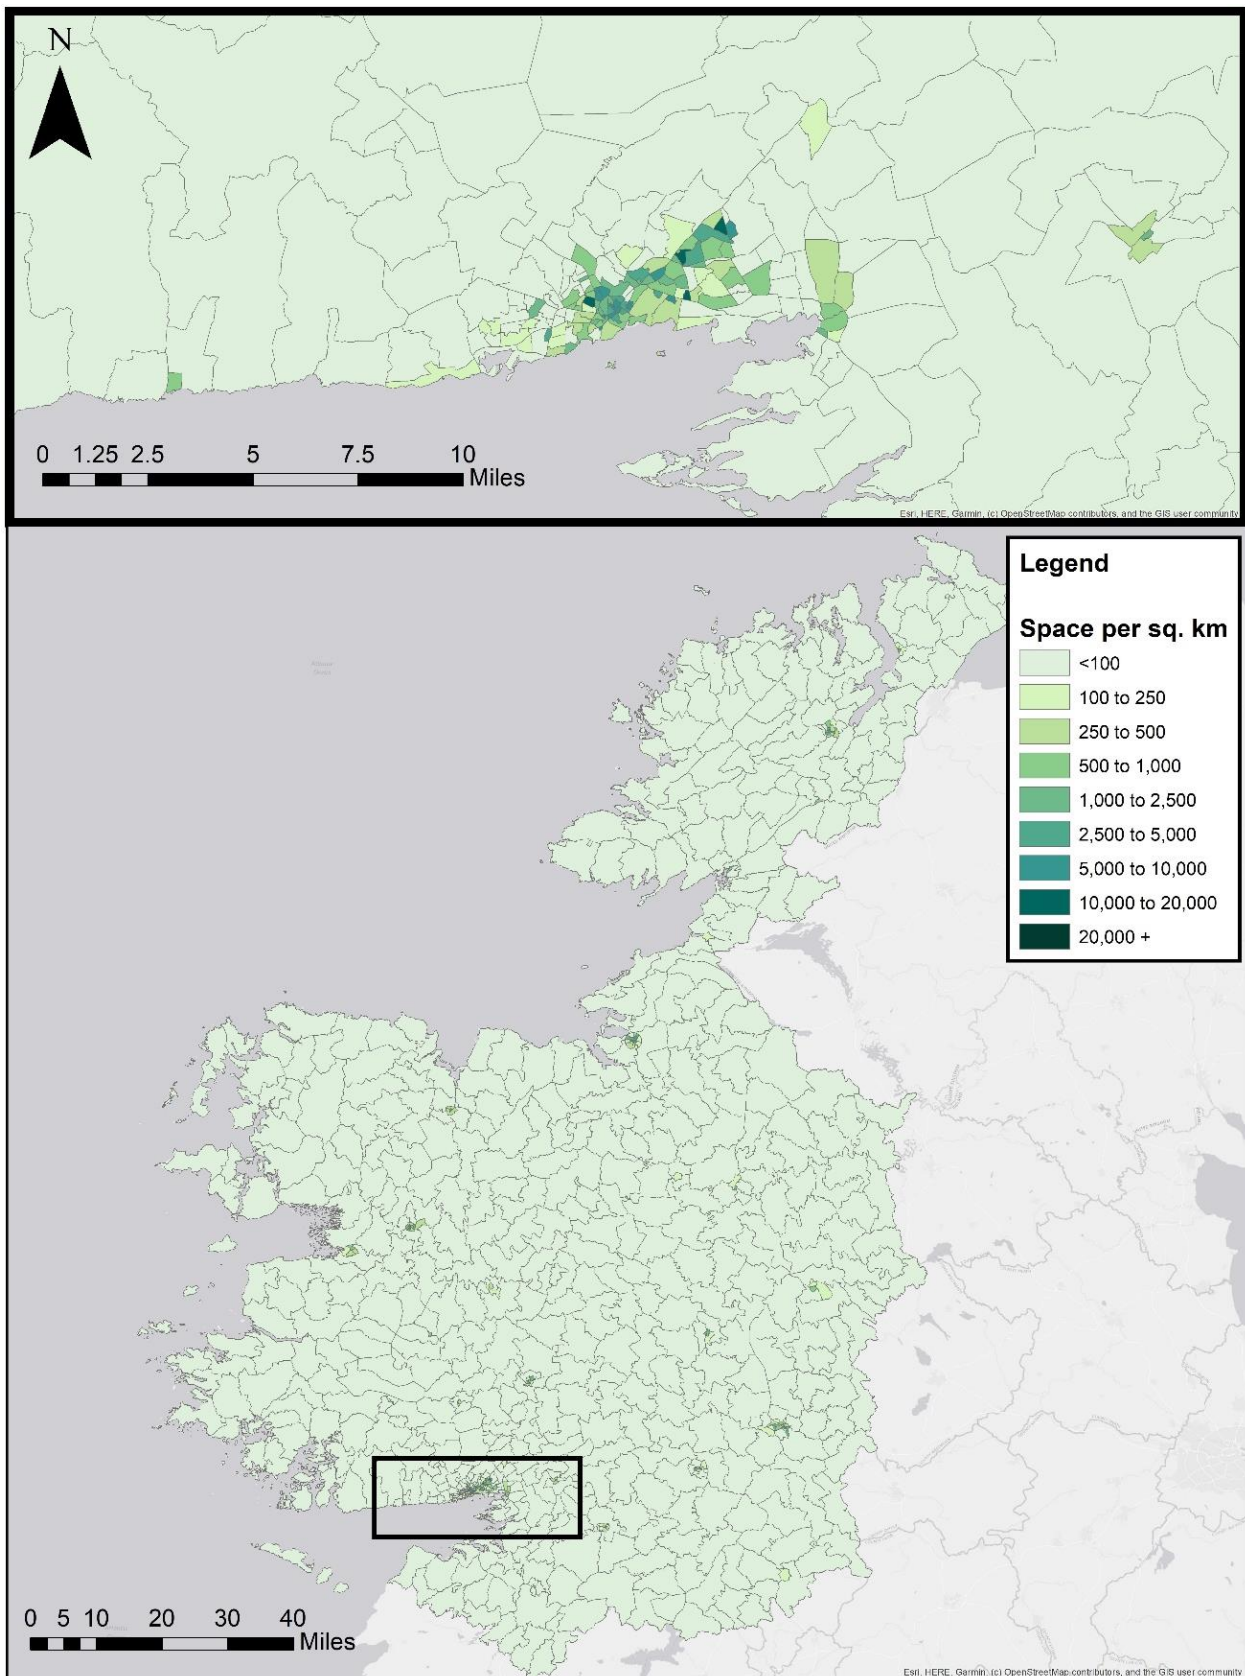 N
0 1.25 2.5 5 7.5 10
Miles
Esri, HERE, Garmin, (c) OpenStreetMap contributors, and the GIS user community
Legend
Space per sq. km
<100
100 to 250
250 to 500
500 to 1,000
1,000 to 2,500
2,500 to 5,000
5,000 to 10,000
10,000 to 20,000
20,000 +
0 5 10 20 30 40
Miles
Esri, HERE, Garmin, (c) OpenStreetMap contributors, and the GIS user community